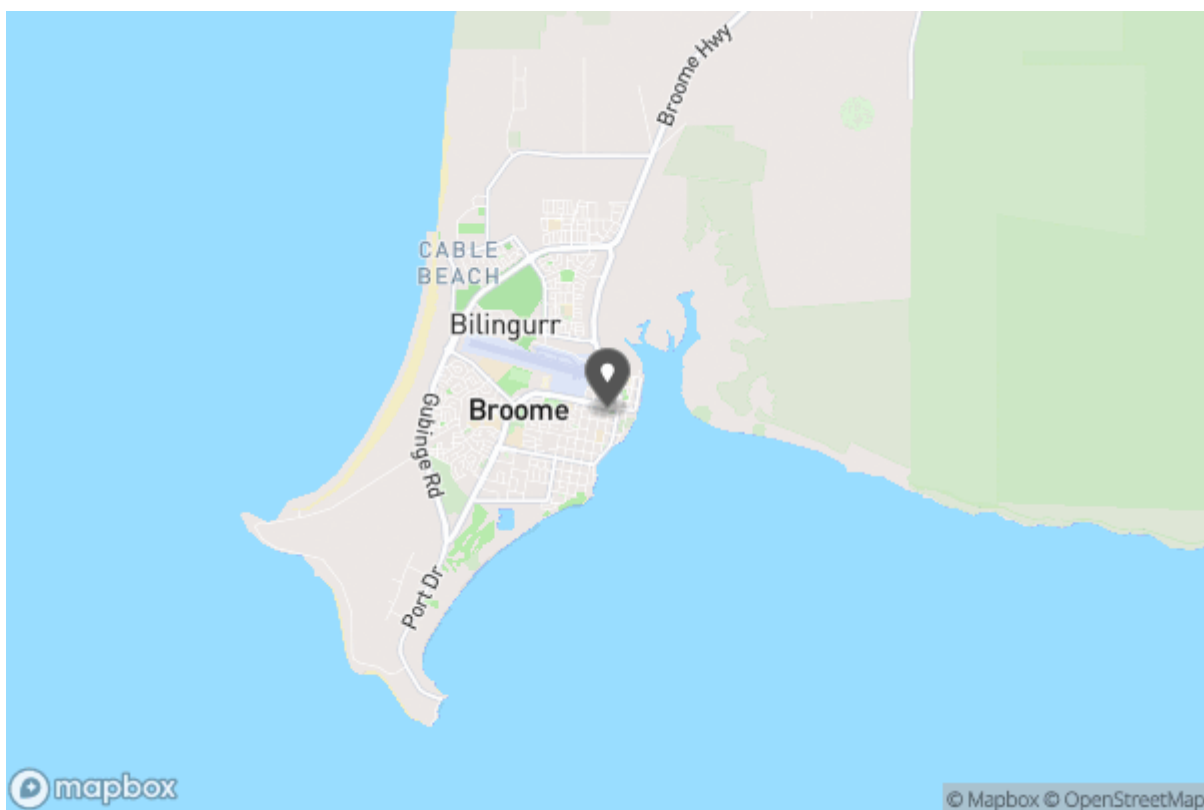 Broome Hwy
CABLE
BEACH
Bilingurr
Broome
Gubinge Rd
Port Dr
mapbox
© Mapbox © OpenStreetMap